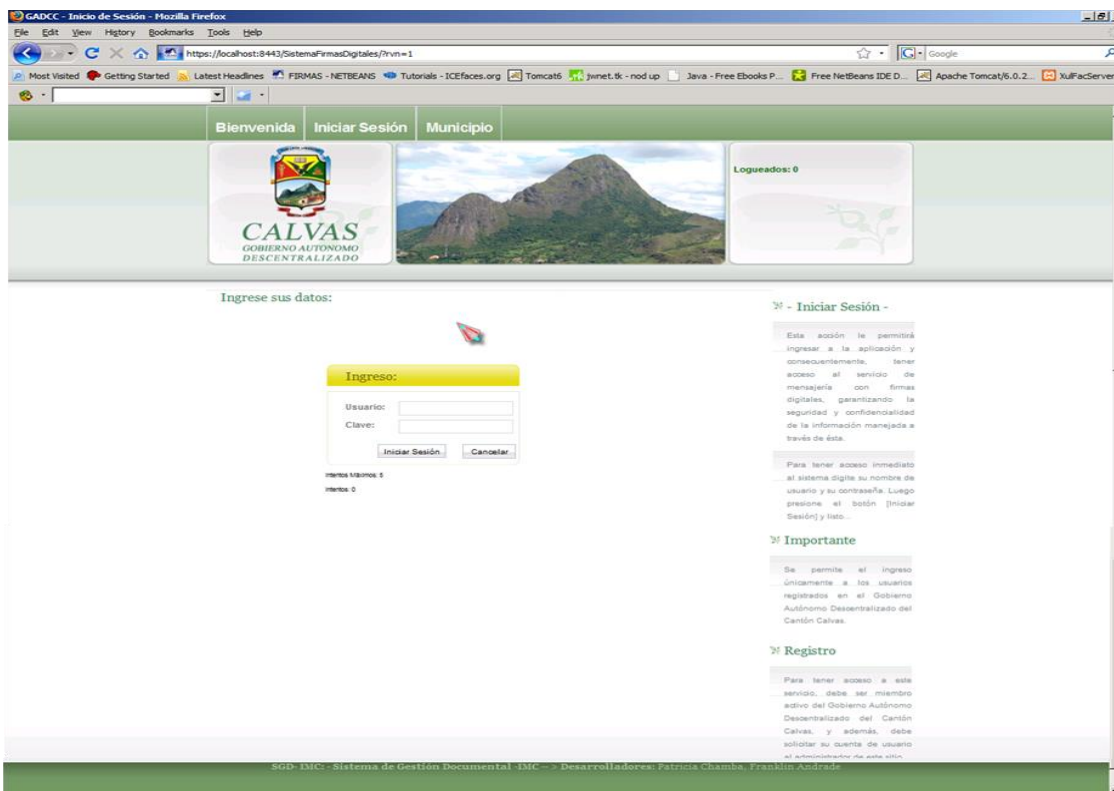 GADCC - Inicio de Sesión - Mozilla Firefox
File Edit View History Bookmarks Tools Help
https://localhost:8443/SistemaFirmasDigitales/?rvn=1
Google
Most Visited Getting Started Latest Headlines FIRMAS - NETBEANS Tutorials - ICEfaces.org Tomcat6 jwnet.tk - nod up Java - Free Ebooks P... Free NetBeans IDE D... Apache Tomcat/6.0.2... XulFacServer
Bienvenida Iniciar Sesión Municipio
Logueados: 0
CALVAS
GOBIERNO AUTÓNOMO
DESCENTRALIZADO
Ingrese sus datos:
Ingreso:
Usuario:
Clave:
Iniciar Sesión Cancelar
Intentos Máximos: 5
Intentos: 0
- Iniciar Sesión -
Esta acción le permitirá
ingresar a la aplicación y
consecuentemente, tener
acceso al servicio de
mensajería con firmas
digitales, garantizando la
seguridad y confidencialidad
de la información manejada a
través de ésta.
Para tener acceso inmediato
al sistema digite su nombre de
usuario y su contraseña. Luego
presione el botón [Iniciar
Sesión] y listo...
Importante
Se permite el ingreso
únicamente a los usuarios
registrados en el Gobierno
Autónomo Descentralizado del
Cantón Calvas.
Registro
Para tener acceso a este
servicio, debe ser miembro
activo del Gobierno Autónomo
Descentralizado del Cantón
Calvas, y además, debe
solicitar su cuenta de usuario
al administrador de este sitio
SGD-IMC: - Sistema de Gestión Documental -IMC -- > Desarrolladores: Patricia Chamba, Franklin Andrade